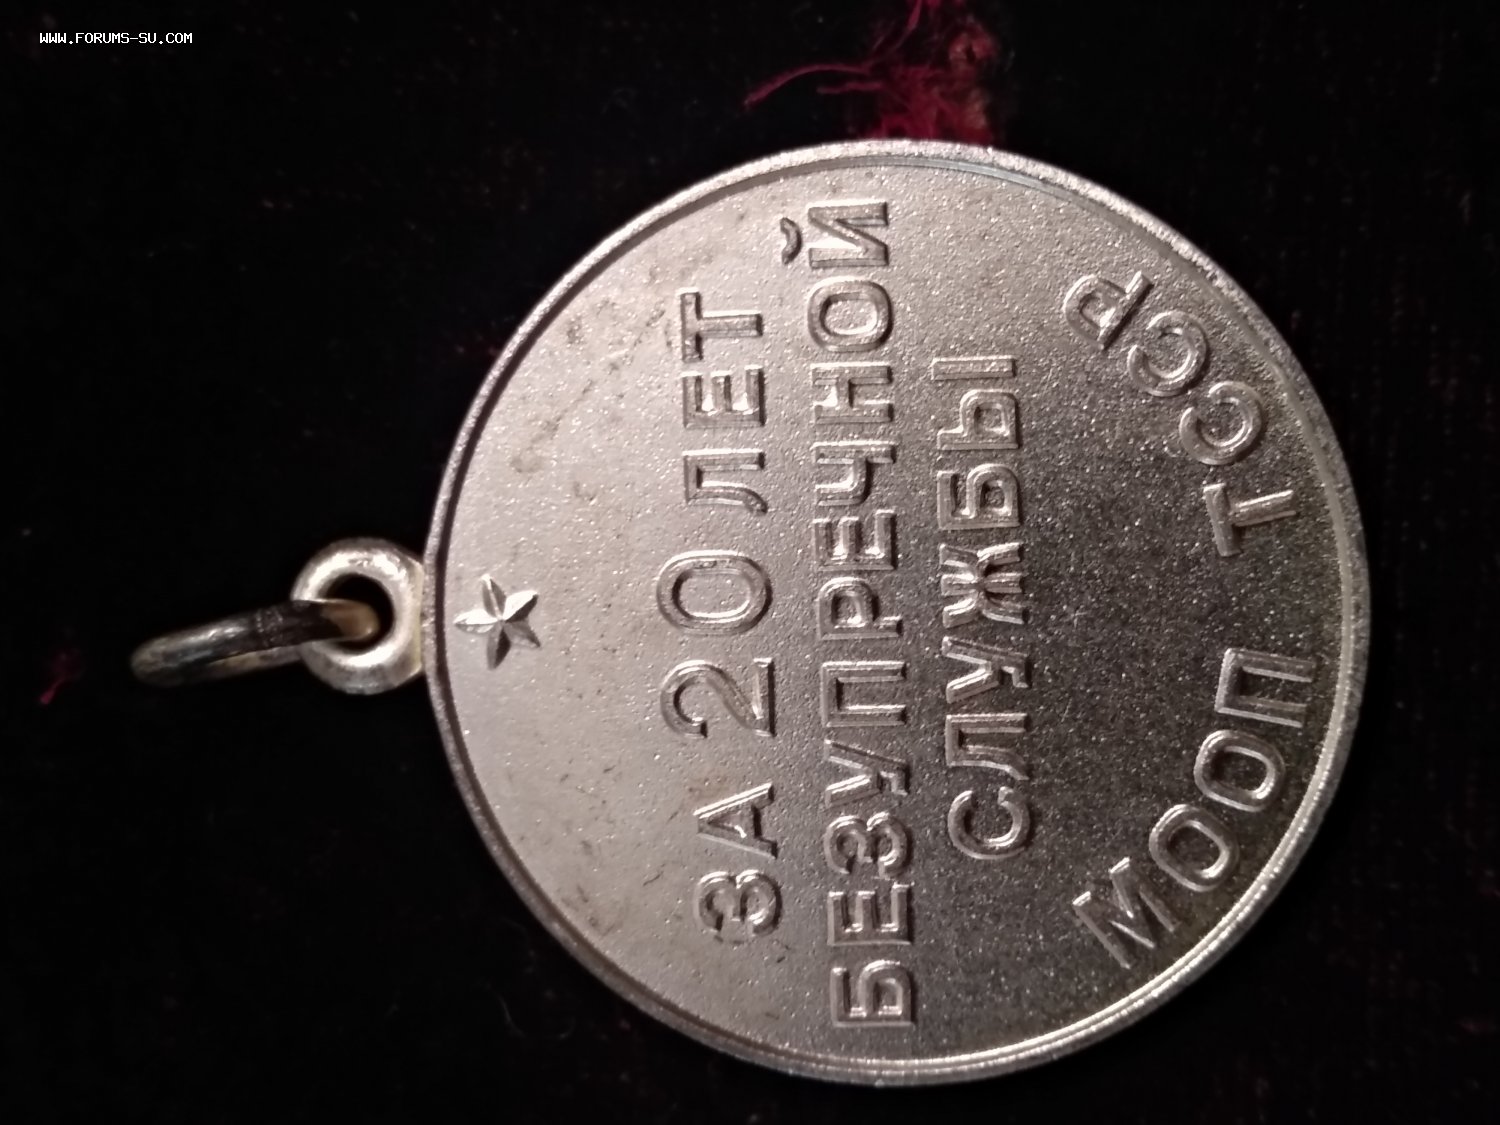 WWW.FORUMS-SU.COM
ЗА 20 ЛЕТ
БЕЗУПРЕЧНОЙ
СЛУЖБЫ
МООП ТССР